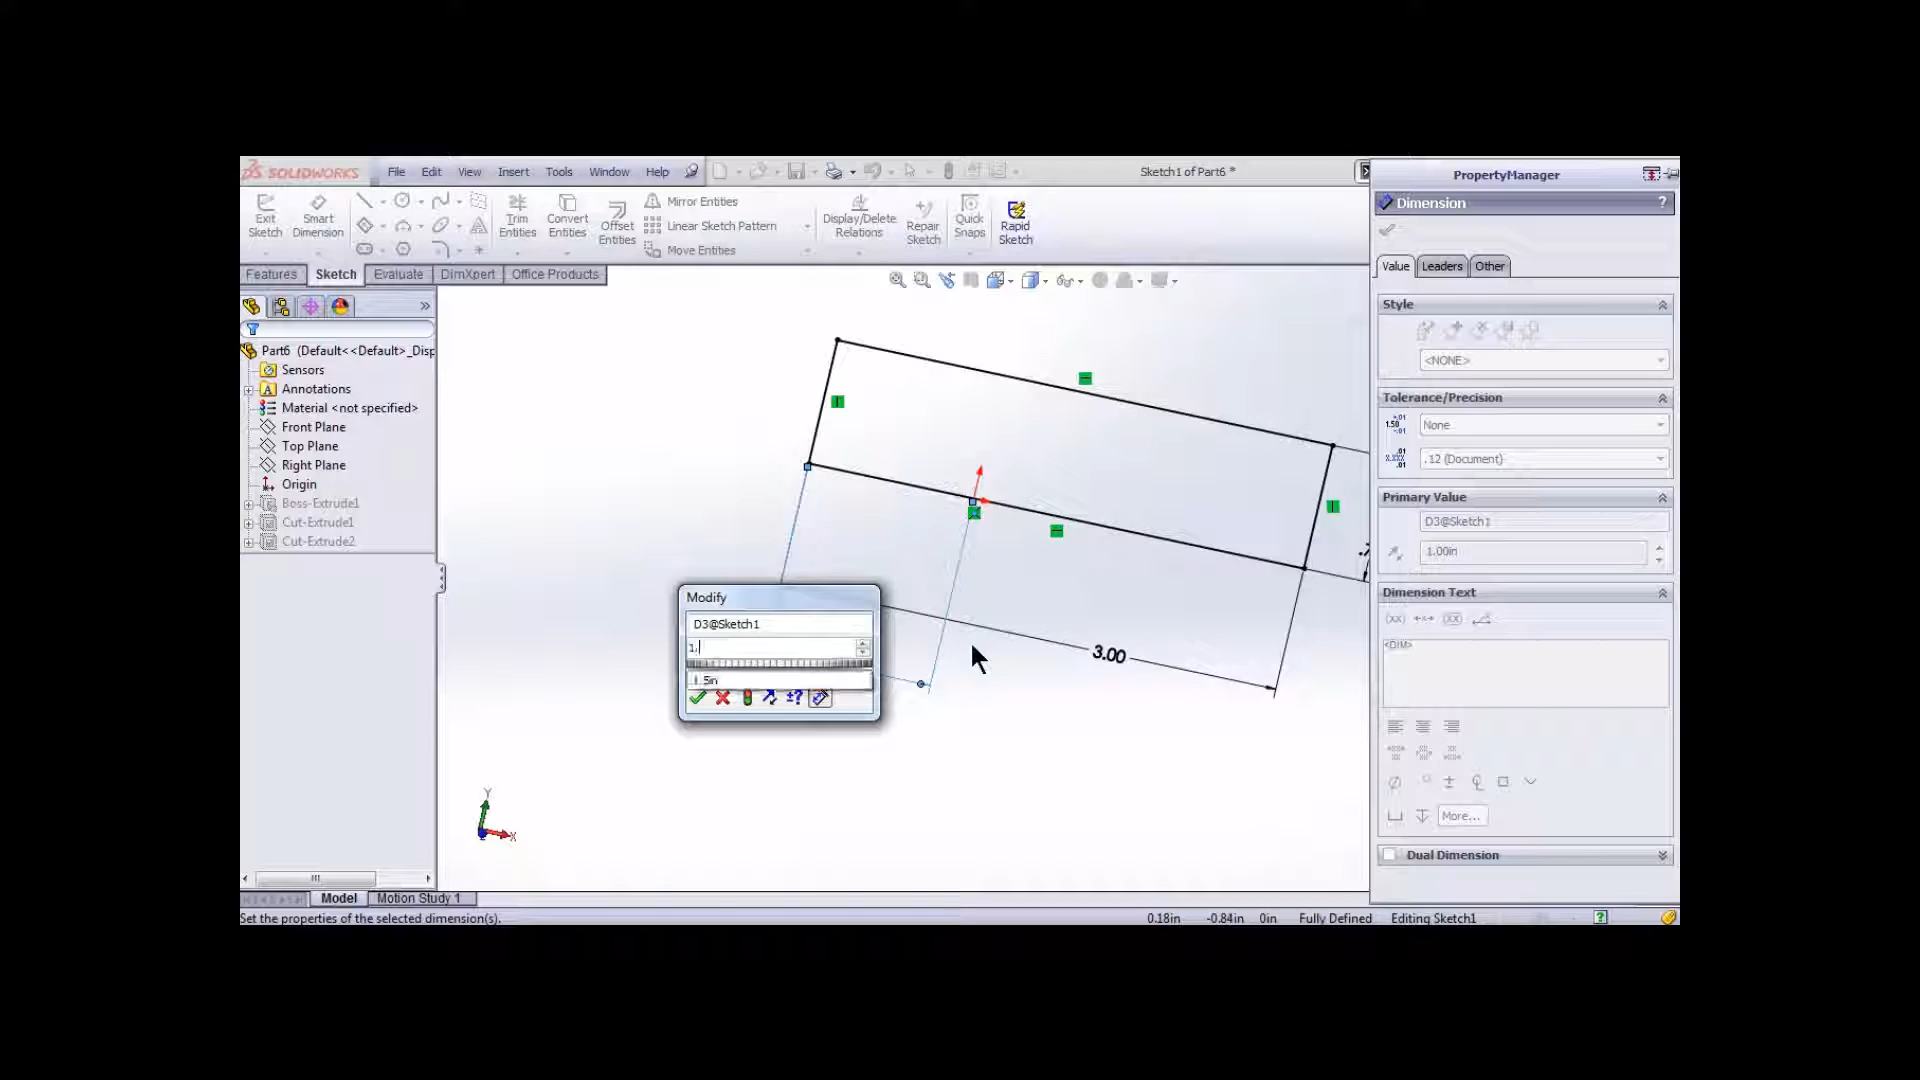 SOLIDWORKS
File Edit View Insert Tools Window Help
Sketch1 of Part6 *
Exit Sketch
Smart Dimension
Trim Entities
Convert Entities
Offset Entities
Mirror Entities
Linear Sketch Pattern
Move Entities
Display/Delete Relations
Repair Sketch
Quick Snaps
Rapid Sketch
Features Sketch Evaluate DimXpert Office Products
Part6 (Default<<Default>_Disp
Sensors
Annotations
Material <not specified>
Front Plane
Top Plane
Right Plane
Origin
Boss-Extrude1
Cut-Extrude1
Cut-Extrude2
3.00
Modify
D3@Sketch1
1.
Y
X
PropertyManager
Dimension ?
Value Leaders Other
Style
<NONE>
Tolerance/Precision
None
.12 (Document)
Primary Value
D3@Sketch1
1.00in
Dimension Text
<DIM>
More...
Dual Dimension
Model Motion Study 1
Set the properties of the selected dimension(s).
0.18in -0.84in 0in Fully Defined Editing Sketch1